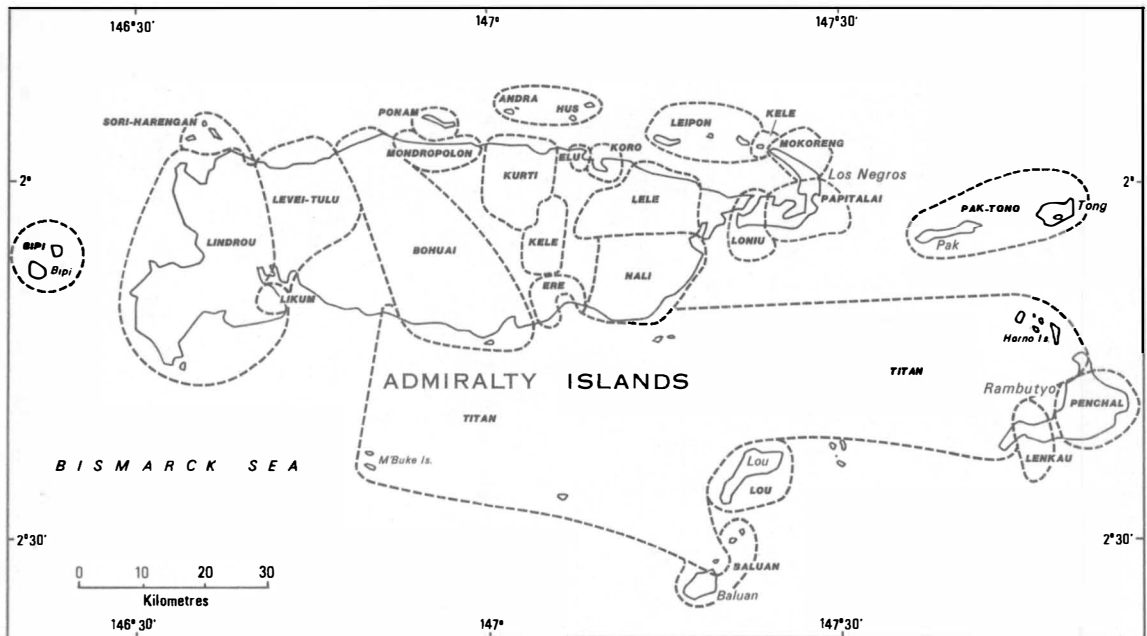 146°30'
147°
147°30'
ANDRA
HUS
PONAM
SORI-HARENGAN
LEIPON
KELE
MOKORENG
MONDROPOLON
ELU
KORO
KURTI
Los Negros
2°
2°
LEVEI-TULU
LELE
PAPITALAI
PAK-TONG
Tong
LINDROU
BOHUAI
KELE
LONIU
Pak
BIPI
Bipi
NALI
LIKUM
ERE
Horno Is.
ADMIRALTY ISLANDS
TITAN
Rambutyo
PENCHAL
TITAN
BISMARCK SEA
M'Buke Is.
Lou
LOU
LENKAU
2°30'
2°30'
BALUAN
Baluan
0 10 20 30
Kilometres
146°30'
147°
147°30'